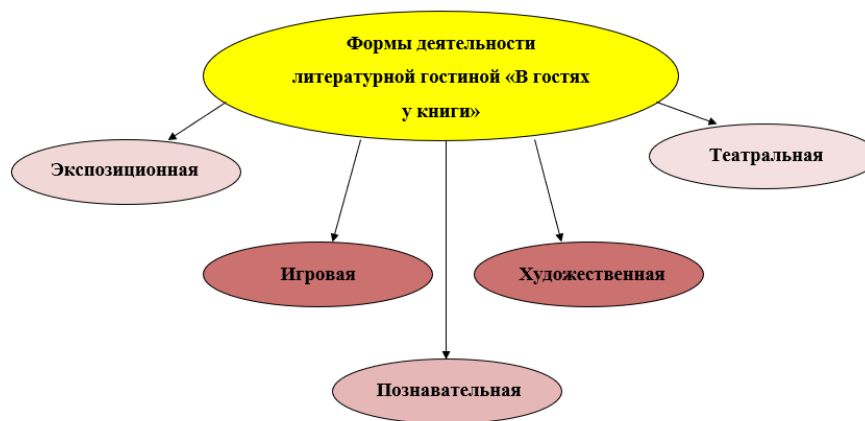 Формы деятельности
литературной гостиной «В гостях
у книги»
Экспозиционная
Театральная
Игровая
Художественная
Познавательная